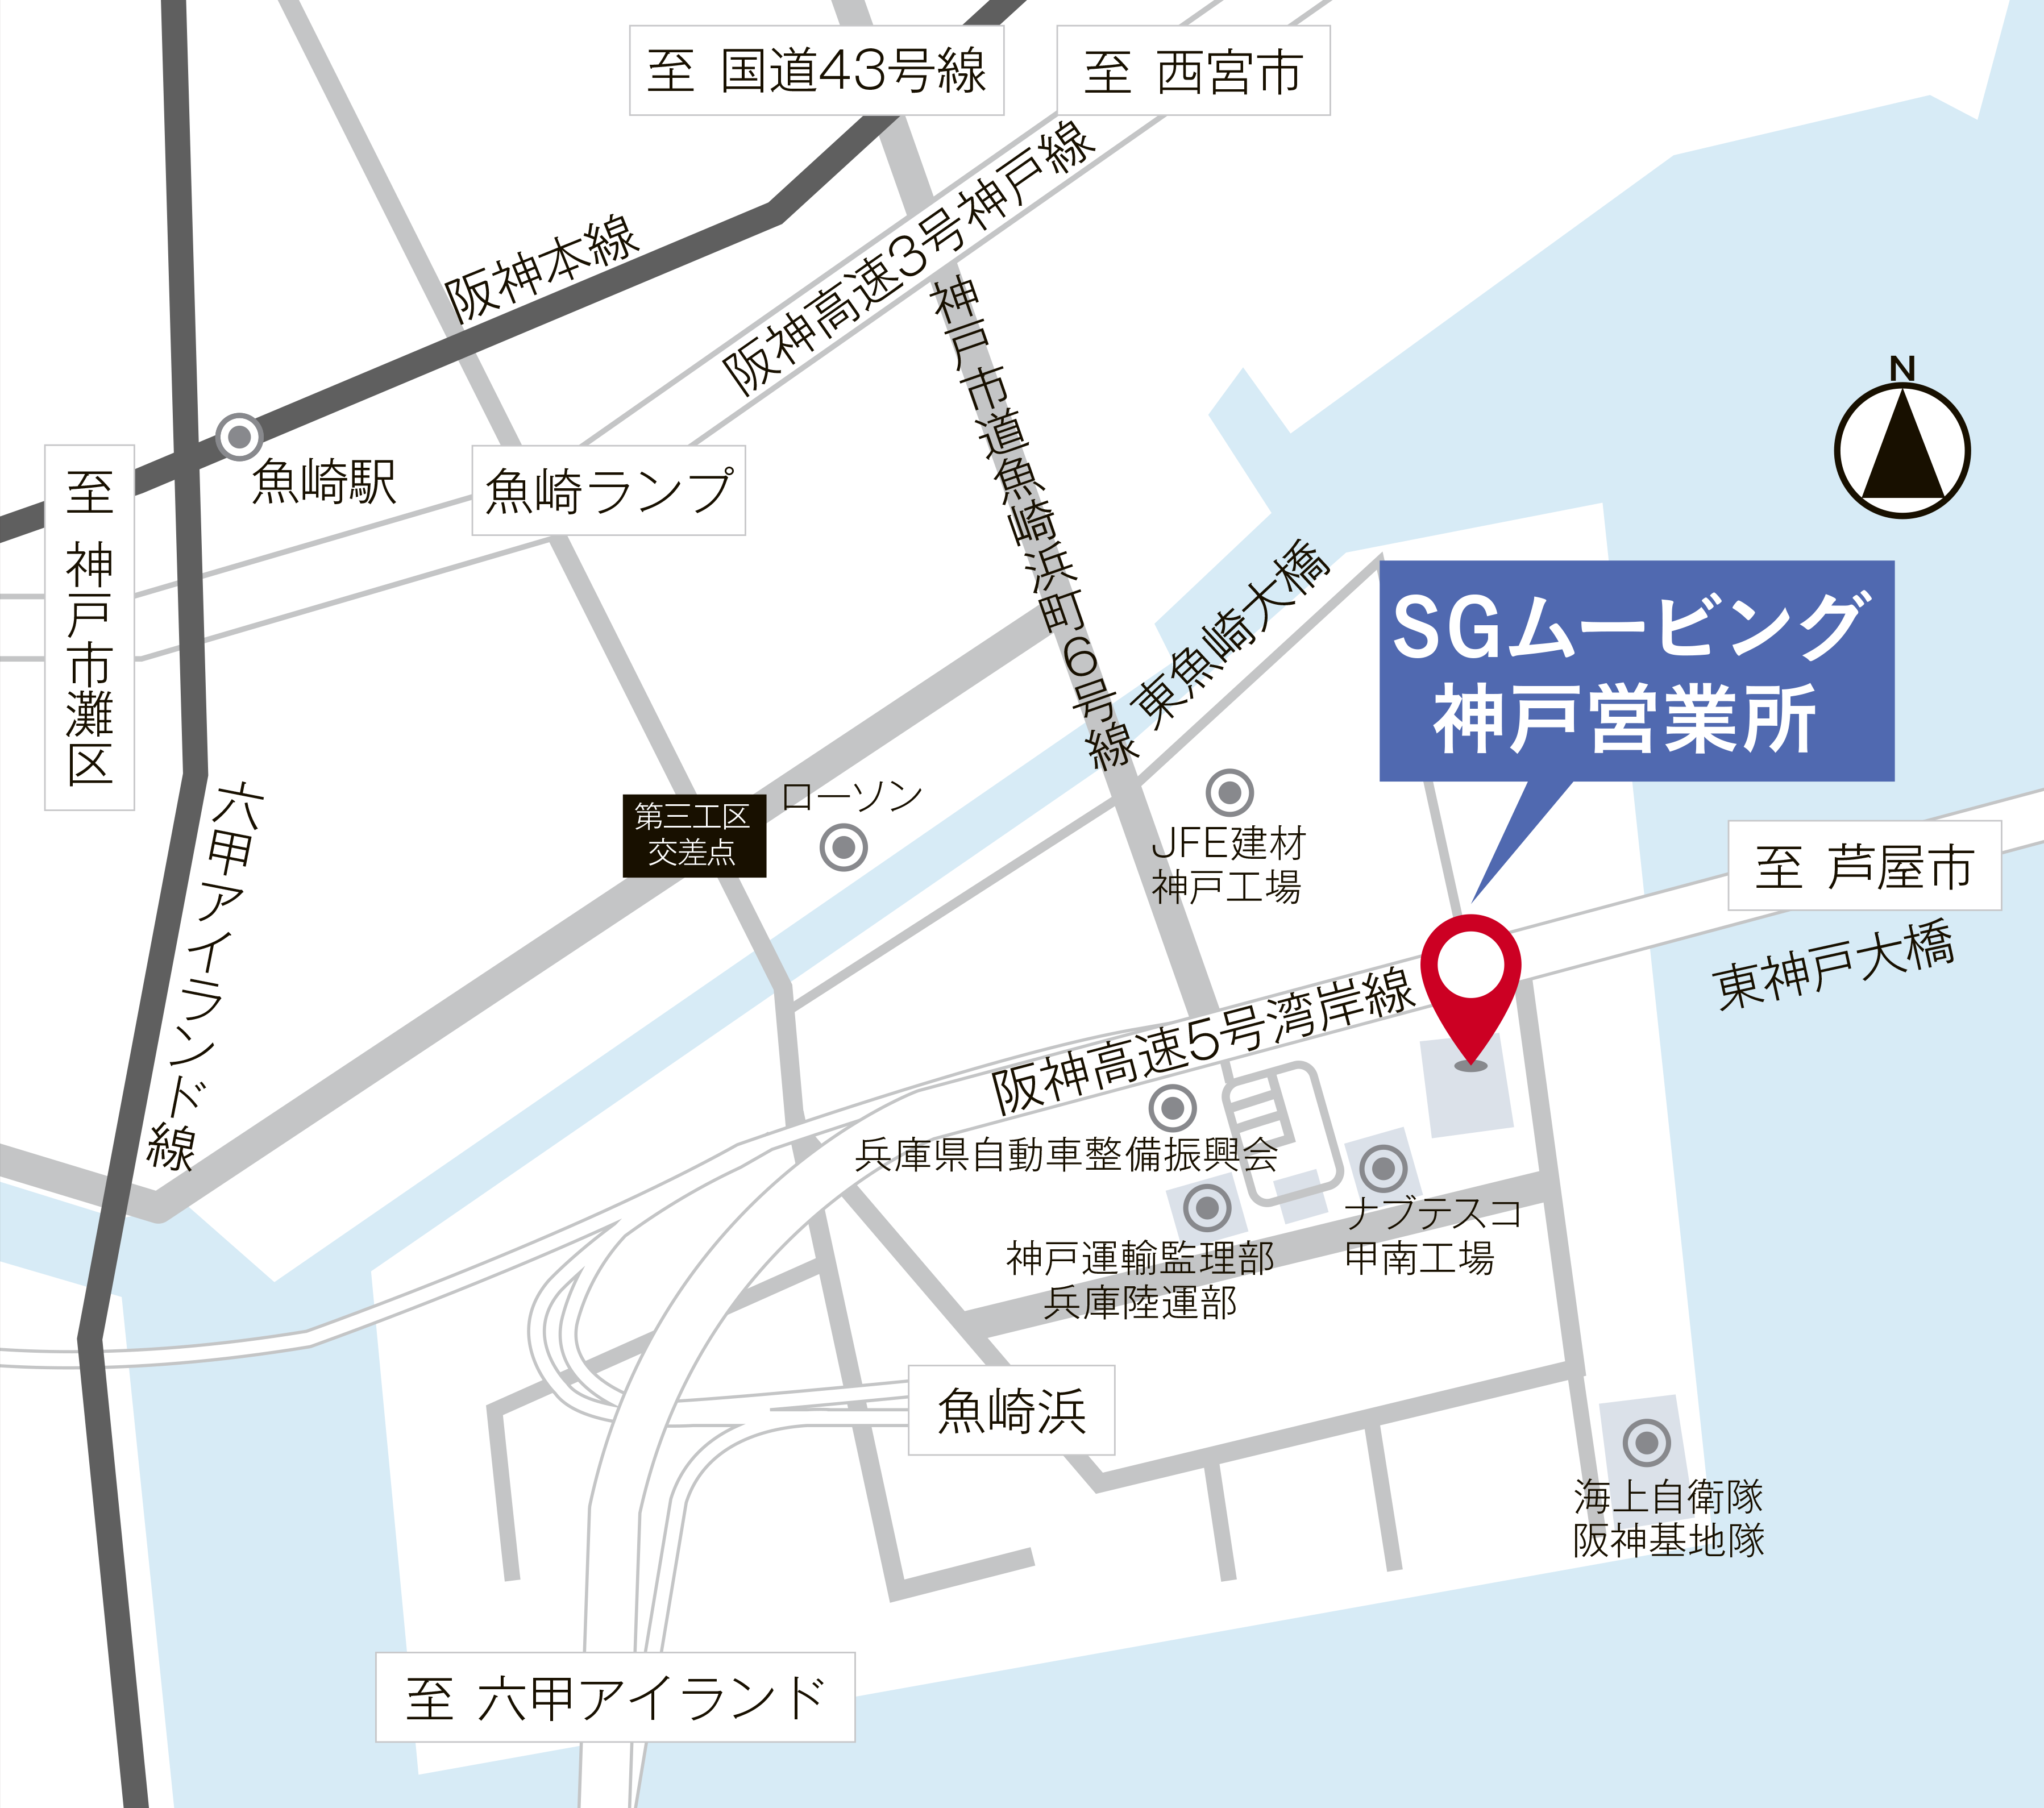 至 国道43号線
至 西宮市
阪神本線
阪神高速3号神戸線
神戸市道魚崎浜町6号線
N
魚崎駅
魚崎ランプ
至 神戸市灘区
東魚崎大橋
SGムービング
神戸営業所
六甲アイランド線
第三工区
交差点
ローソン
JFE建材
神戸工場
至 芦屋市
東神戸大橋
阪神高速5号湾岸線
兵庫県自動車整備振興会
ナブテスコ
甲南工場
神戸運輸監理部
兵庫陸運部
魚崎浜
海上自衛隊
阪神基地隊
至 六甲アイランド